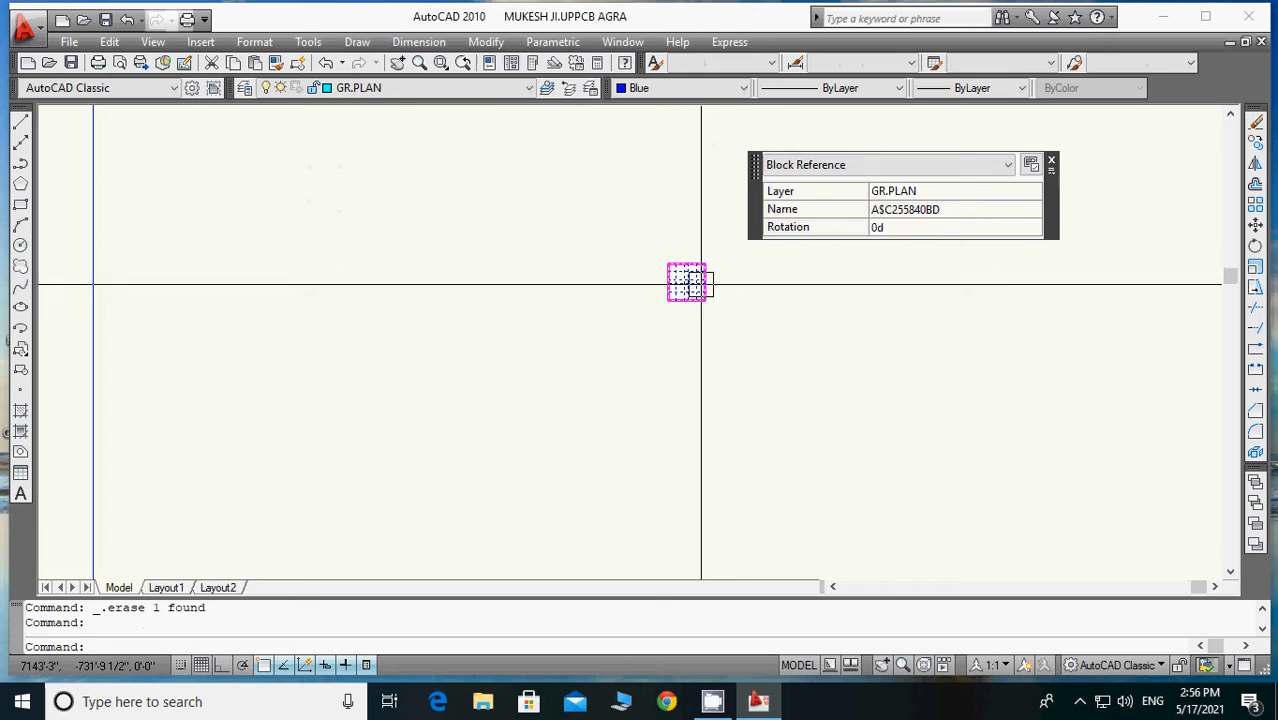 AutoCAD 2010 MUKESH JI.UPPCB AGRA
Type a keyword or phrase
File Edit View Insert Format Tools Draw Dimension Modify Parametric Window Help Express
AutoCAD Classic GR.PLAN Blue ByLayer ByLayer ByColor
Block Reference
Layer GR.PLAN
Name A$C255840BD
Rotation 0d
Model Layout1 Layout2
Command: _.erase 1 found
Command:
Command:
7143'-3", -731'-9 1/2", 0'-0" MODEL 1:1 AutoCAD Classic
Type here to search
ENG
2:56 PM
5/17/2021
3